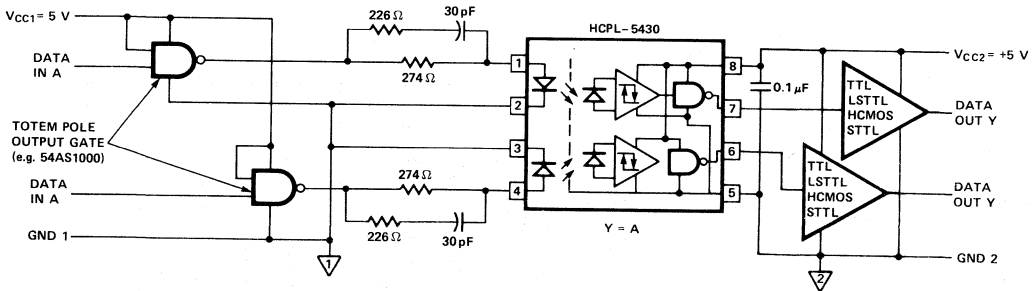 VCC1 = 5 V
DATA
IN A
TOTEM POLE
OUTPUT GATE
(e.g. 54AS1000)
DATA
IN A
GND 1
226 Ω
30 pF
274 Ω
274 Ω
226 Ω
30 pF
1
HCPL-5430
1
2
3
4
8
7
6
5
Y = A
0.1 μF
VCC2 = +5 V
TTL
LSTTL
HCMOS
STTL
DATA
OUT Y
TTL
LSTTL
HCMOS
STTL
DATA
OUT Y
GND 2
2